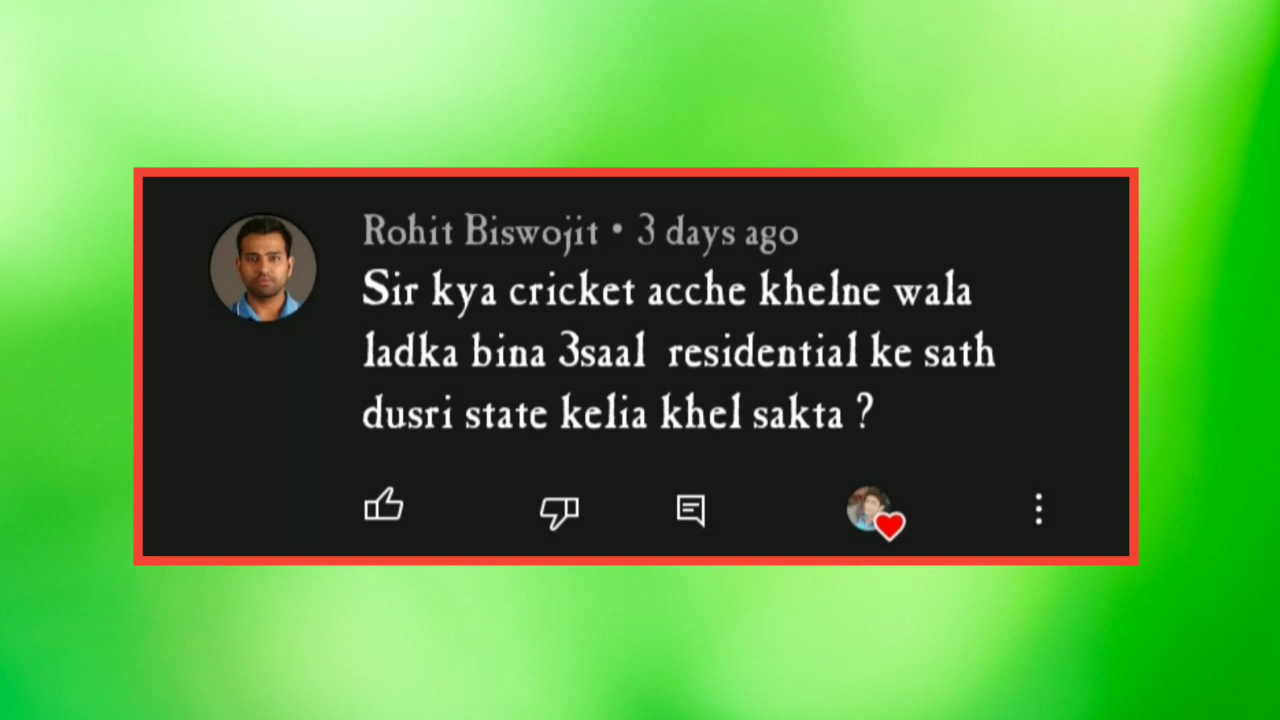 Rohit Biswojit • 3 days ago
Sir kya cricket acche khelne wala
ladka bina 3saal residential ke sath
dusri state kelia khel sakta ?